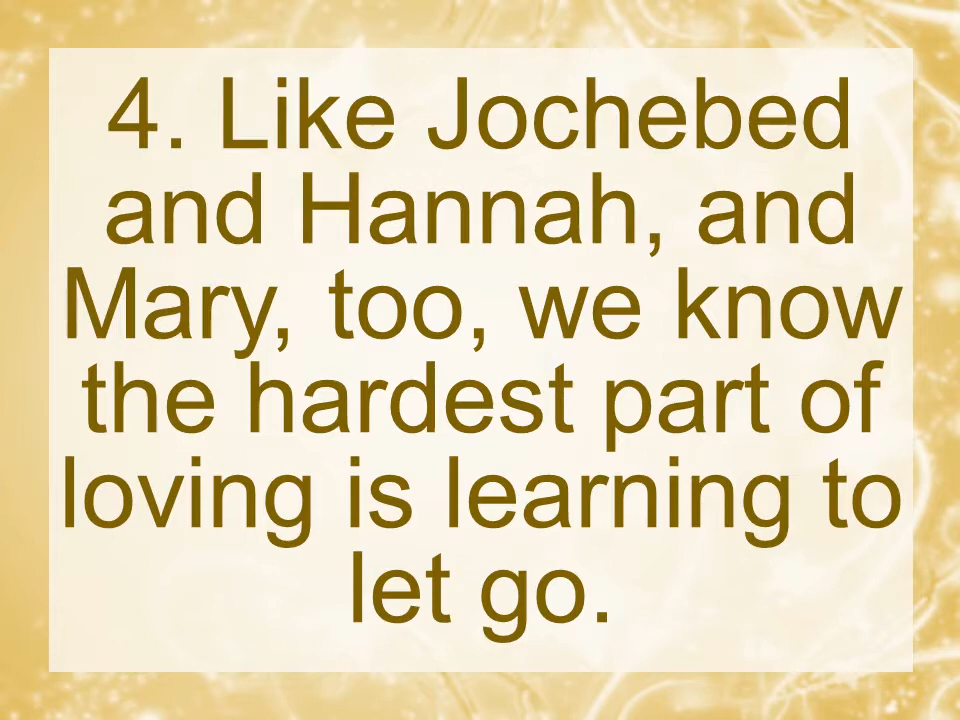 4. Like Jochebed
and Hannah, and
Mary, too, we know
the hardest part of
loving is learning to
let go.